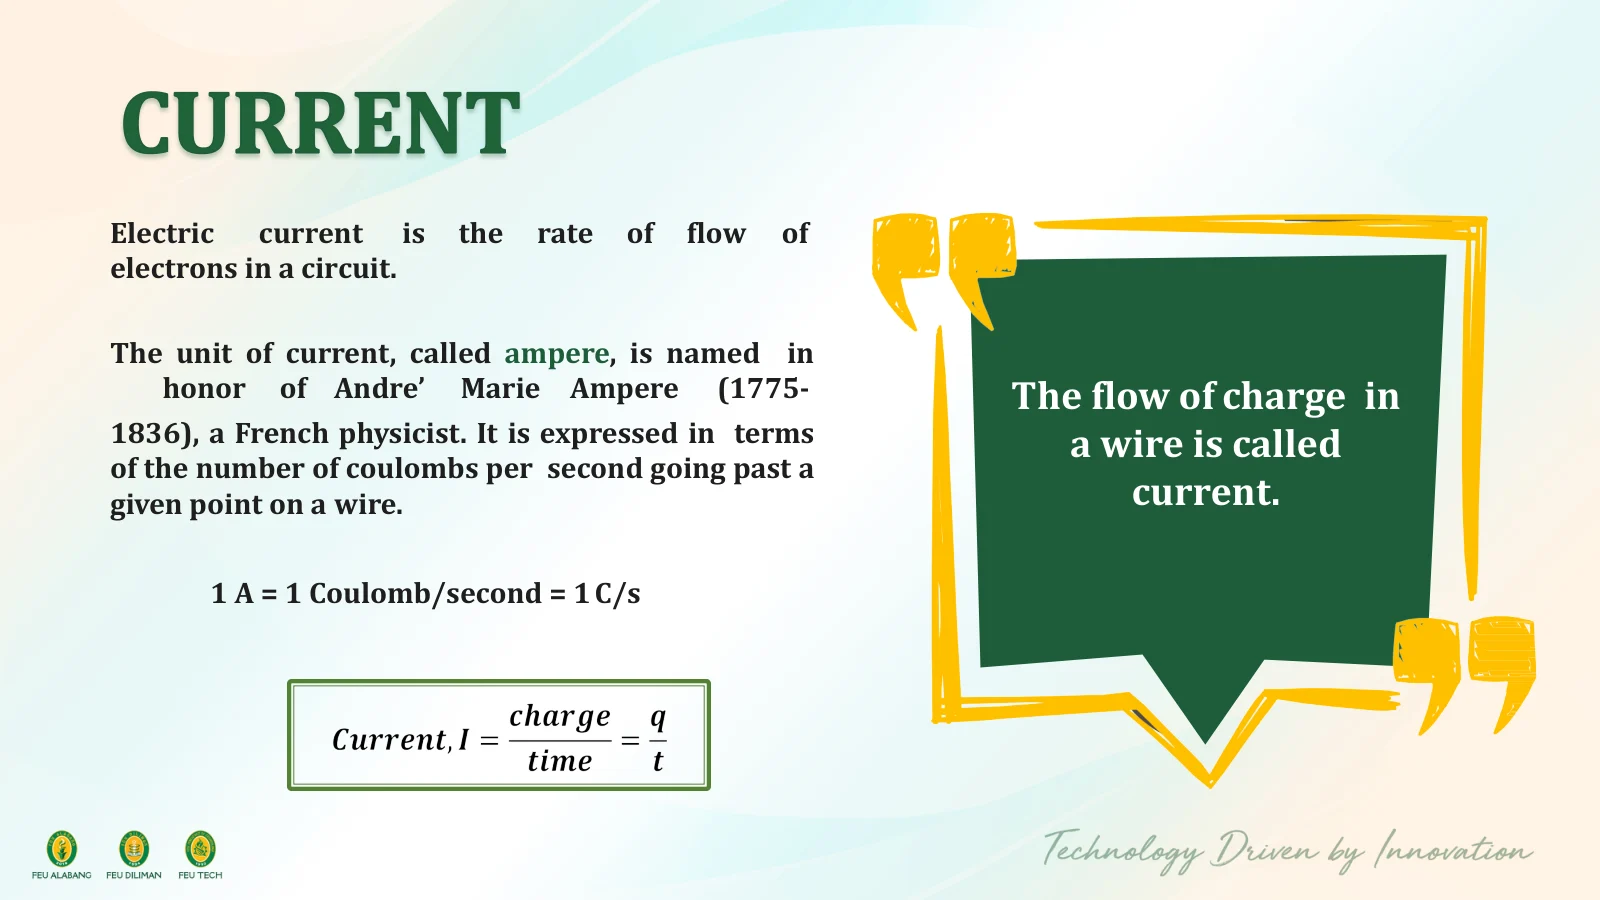 CURRENT
Electric current is the rate of flow of
electrons in a circuit.
The unit of current, called ampere, is named in
honor of Andre’ Marie Ampere (1775-
1836), a French physicist. It is expressed in terms
of the number of coulombs per second going past a
given point on a wire.
1 A = 1 Coulomb/second = 1 C/s
Current, I = charge/time = q/t
The flow of charge in
a wire is called
current.
FEU ALABANG FEU DILIMAN FEU TECH
Technology Driven by Innovation